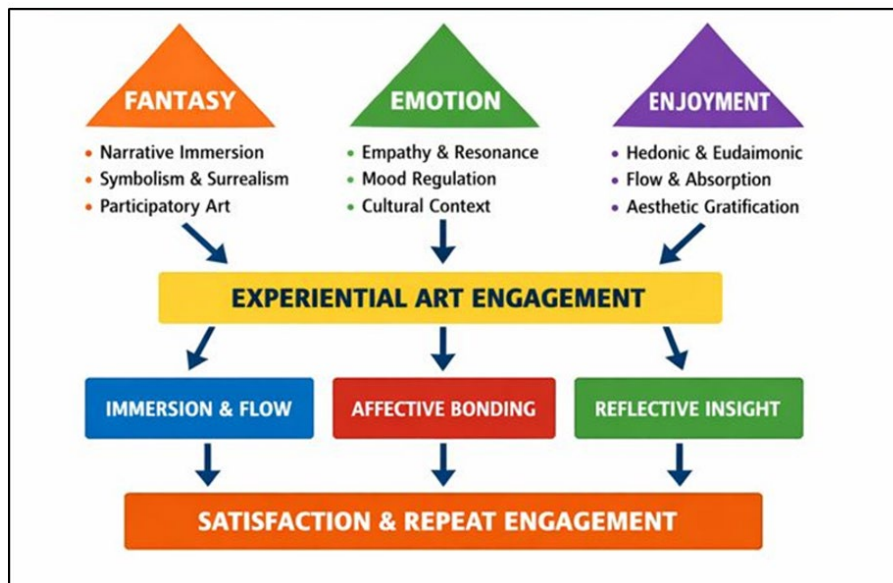 FANTASY
• Narrative Immersion
• Symbolism & Surrealism
• Participatory Art
EMOTION
• Empathy & Resonance
• Mood Regulation
• Cultural Context
ENJOYMENT
• Hedonic & Eudaimonic
• Flow & Absorption
• Aesthetic Gratification
EXPERIENTIAL ART ENGAGEMENT
IMMERSION & FLOW
AFFECTIVE BONDING
REFLECTIVE INSIGHT
SATISFACTION & REPEAT ENGAGEMENT